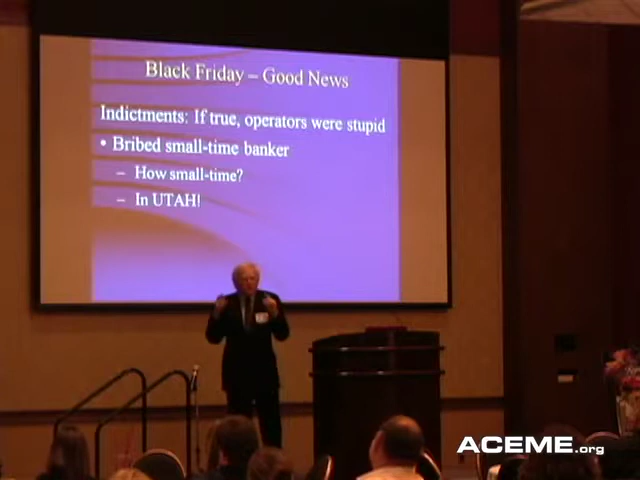 Black Friday – Good News
Indictments: If true, operators were stupid
• Bribed small-time banker
– How small-time?
– In UTAH!
ACEME.org